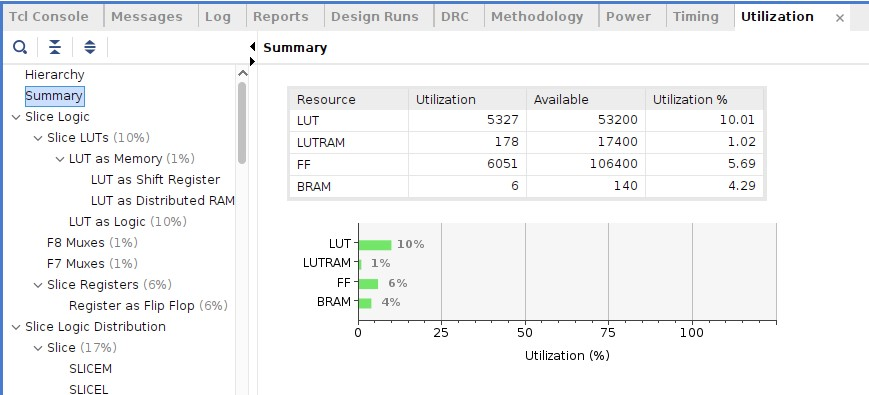 Tcl Console Messages Log Reports Design Runs DRC Methodology Power Timing Utilization ×
Summary
Hierarchy
Summary
Slice Logic
Slice LUTs (10%)
LUT as Memory (1%)
LUT as Shift Register
LUT as Distributed RAM
LUT as Logic (10%)
F8 Muxes (1%)
F7 Muxes (1%)
Slice Registers (6%)
Register as Flip Flop (6%)
Slice Logic Distribution
Slice (17%)
SLICEM
SLICEL
Resource Utilization Available Utilization %
LUT 5327 53200 10.01
LUTRAM 178 17400 1.02
FF 6051 106400 5.69
BRAM 6 140 4.29
LUT 10%
LUTRAM 1%
FF 6%
BRAM 4%
0 25 50 75 100
Utilization (%)